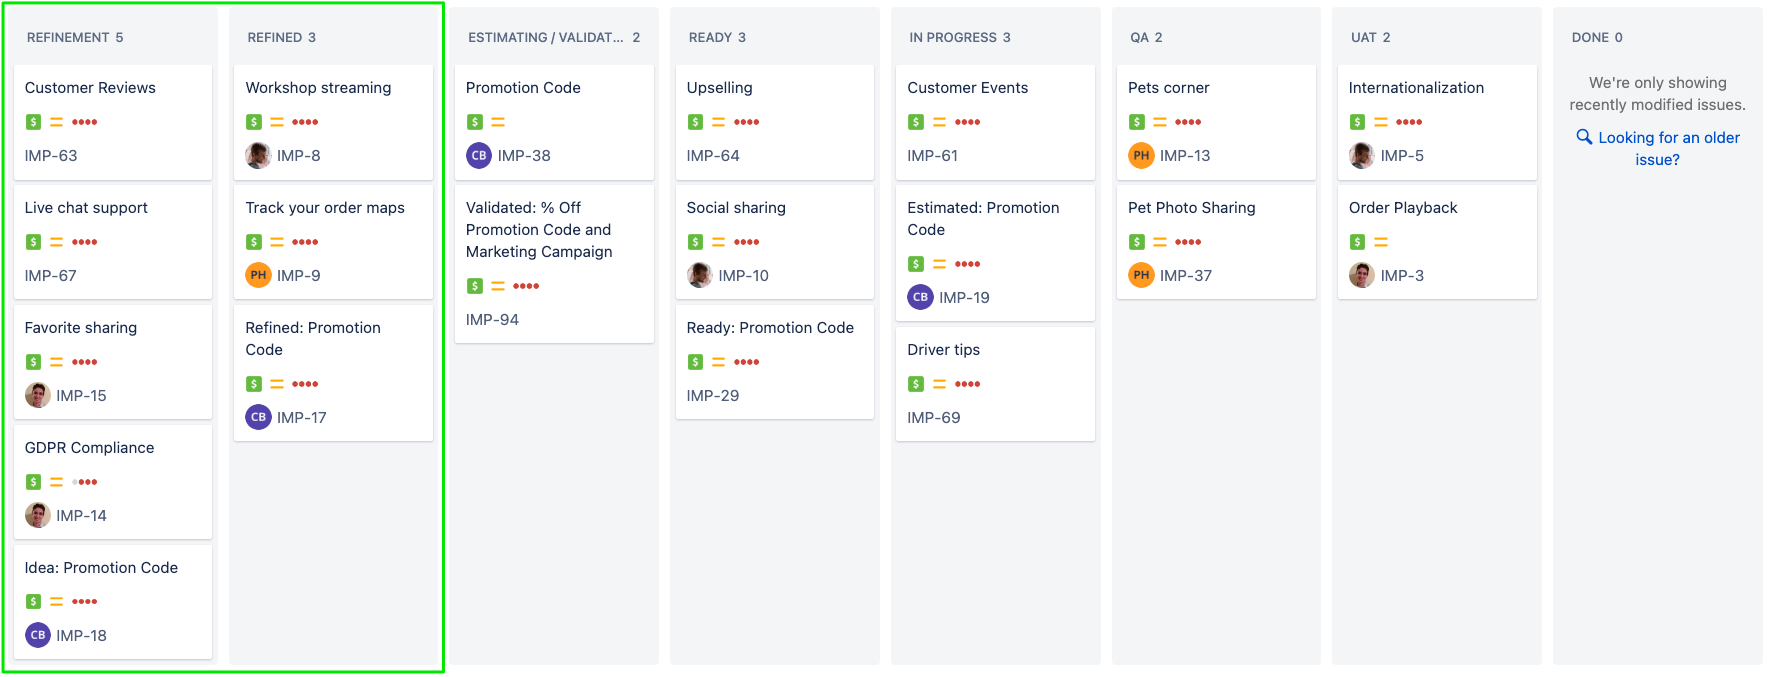 REFINEMENT 5
Customer Reviews
$
IMP-63
Live chat support
$
IMP-67
Favorite sharing
$
IMP-15
GDPR Compliance
$
IMP-14
Idea: Promotion Code
$
CB IMP-18
REFINED 3
Workshop streaming
$
IMP-8
Track your order maps
$
PH IMP-9
Refined: Promotion
Code
$
CB IMP-17
ESTIMATING / VALIDAT... 2
Promotion Code
$
CB IMP-38
Validated: % Off
Promotion Code and
Marketing Campaign
$
IMP-94
READY 3
Upselling
$
IMP-64
Social sharing
$
IMP-10
Ready: Promotion Code
$
IMP-29
IN PROGRESS 3
Customer Events
$
IMP-61
Estimated: Promotion
Code
$
CB IMP-19
Driver tips
$
IMP-69
QA 2
Pets corner
$
PH IMP-13
Pet Photo Sharing
$
PH IMP-37
UAT 2
Internationalization
$
IMP-5
Order Playback
$
IMP-3
DONE 0
We're only showing
recently modified issues.
Looking for an older
issue?